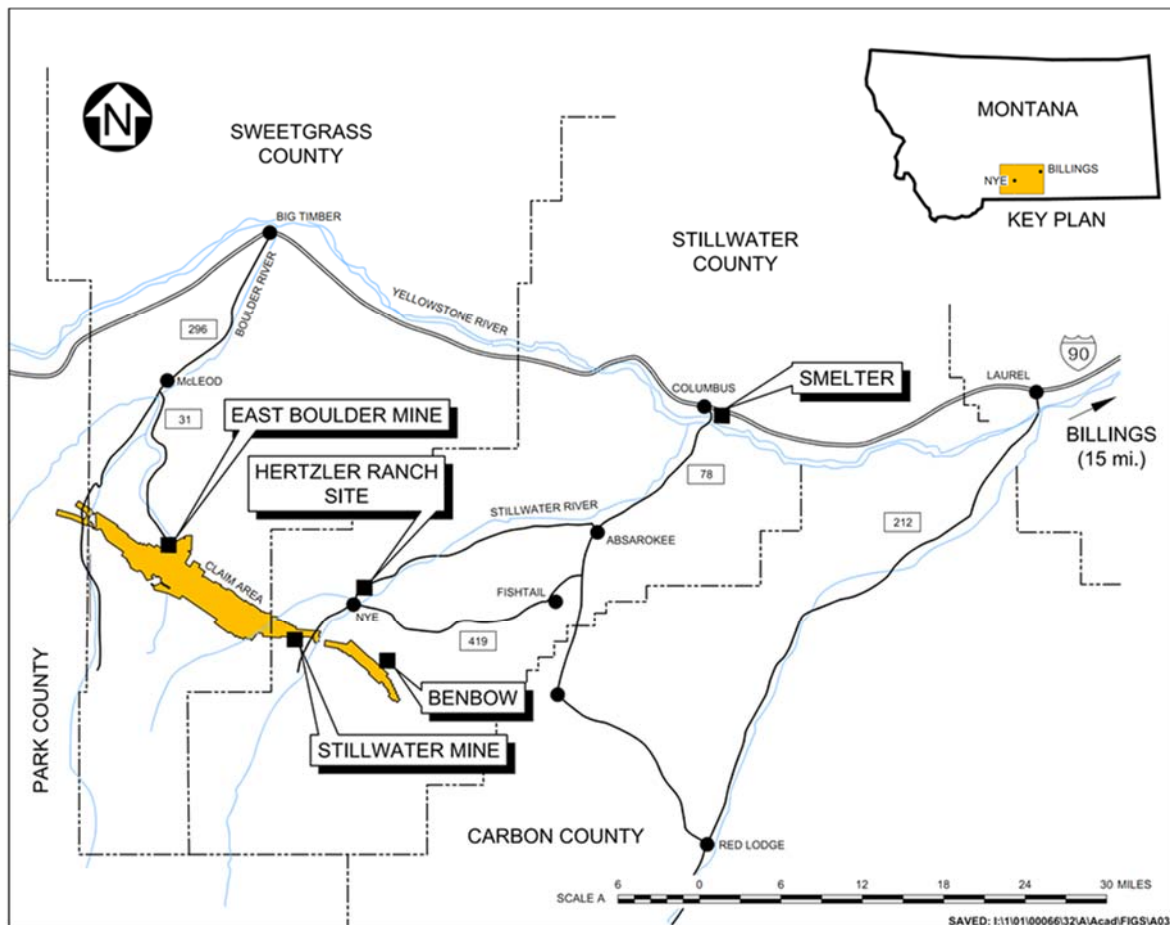 N
SWEETGRASS
COUNTY
MONTANA
NYE
BILLINGS
KEY PLAN
BIG TIMBER
STILLWATER
COUNTY
BOULDER RIVER
YELLOWSTONE RIVER
296
McLEOD
31
EAST BOULDER MINE
COLUMBUS
SMELTER
LAUREL
90
BILLINGS
(15 mi.)
HERTZLER RANCH
SITE
78
STILLWATER RIVER
212
ABSAROKEE
CLAIM AREA
FISHTAIL
NYE
419
PARK COUNTY
BENBOW
STILLWATER MINE
CARBON COUNTY
RED LODGE
SCALE A
6 0 6 12 18 24 30 MILES
SAVED: I:\1\01\00066\32\A\Acad\FIGS\A03